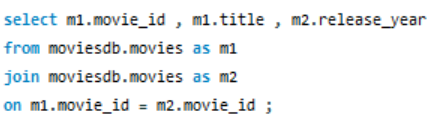 select m1.movie_id , m1.title , m2.release_year
from moviesdb.movies as m1
join moviesdb.movies as m2
on m1.movie_id = m2.movie_id ;